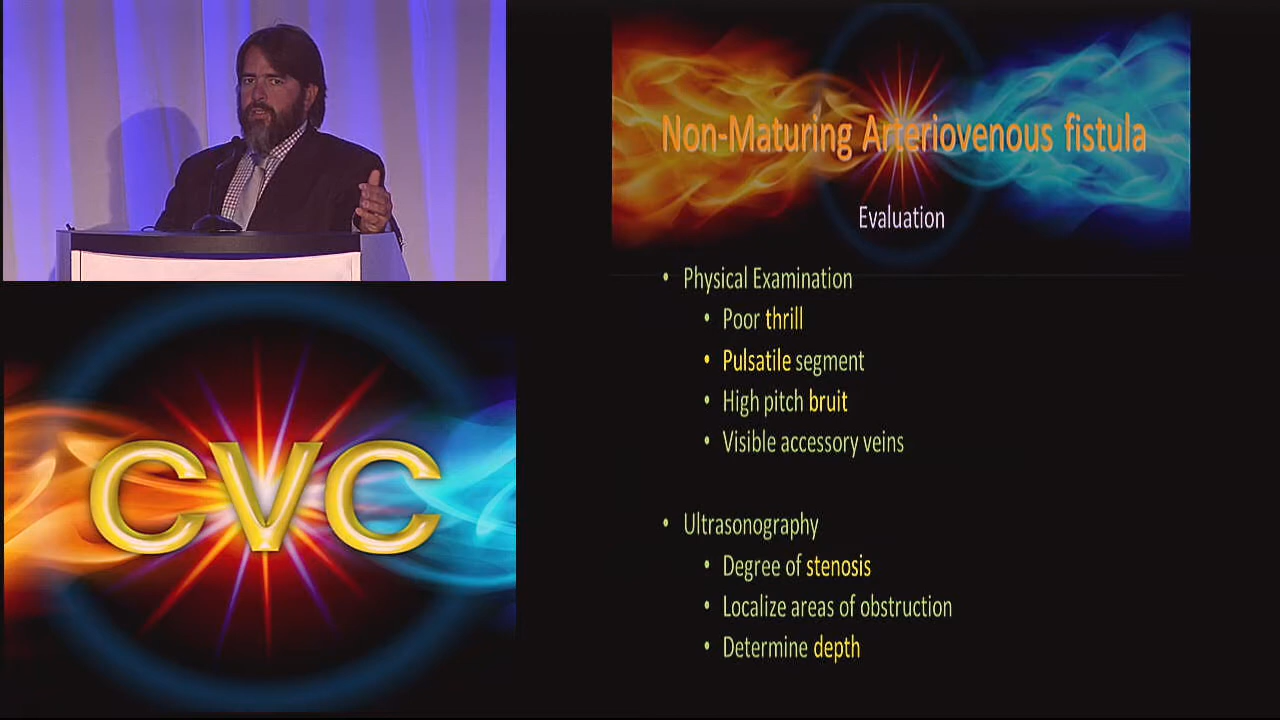 Non-Maturing Arteriovenous fistula
Evaluation
• Physical Examination
• Poor thrill
• Pulsatile segment
• High pitch bruit
• Visible accessory veins
• Ultrasonography
• Degree of stenosis
• Localize areas of obstruction
• Determine depth
CVC